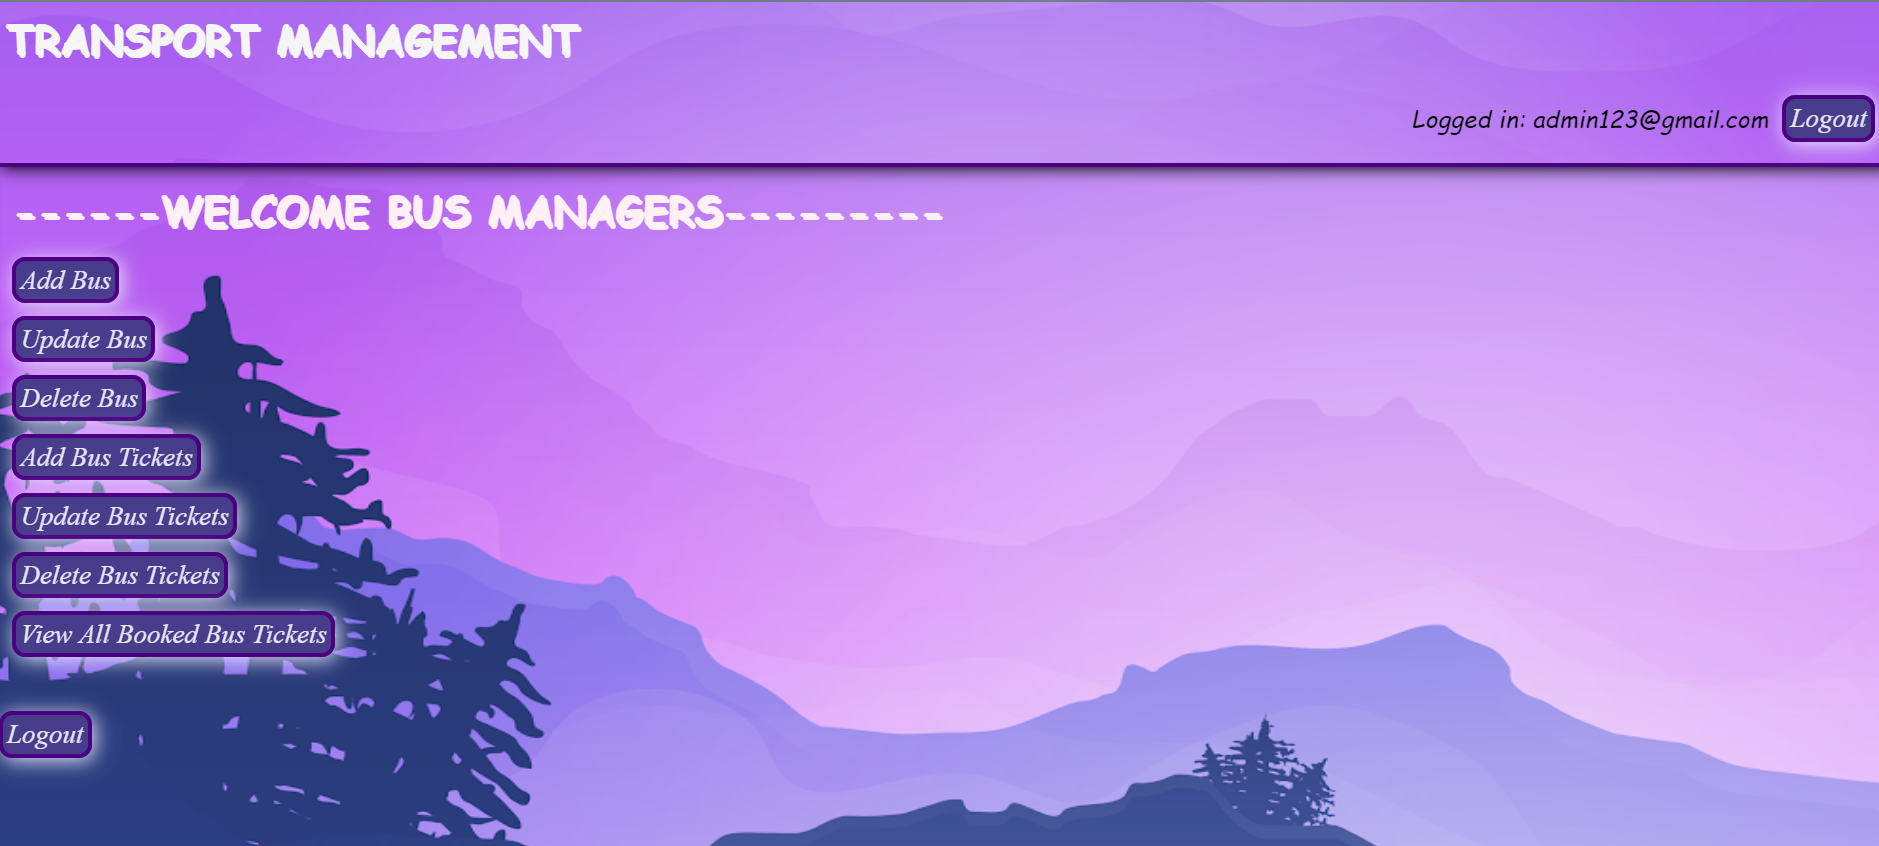 TRANSPORT MANAGEMENT
Logged in: admin123@gmail.com Logout
------WELCOME BUS MANAGERS---------
Add Bus
Update Bus
Delete Bus
Add Bus Tickets
Update Bus Tickets
Delete Bus Tickets
View All Booked Bus Tickets
Logout